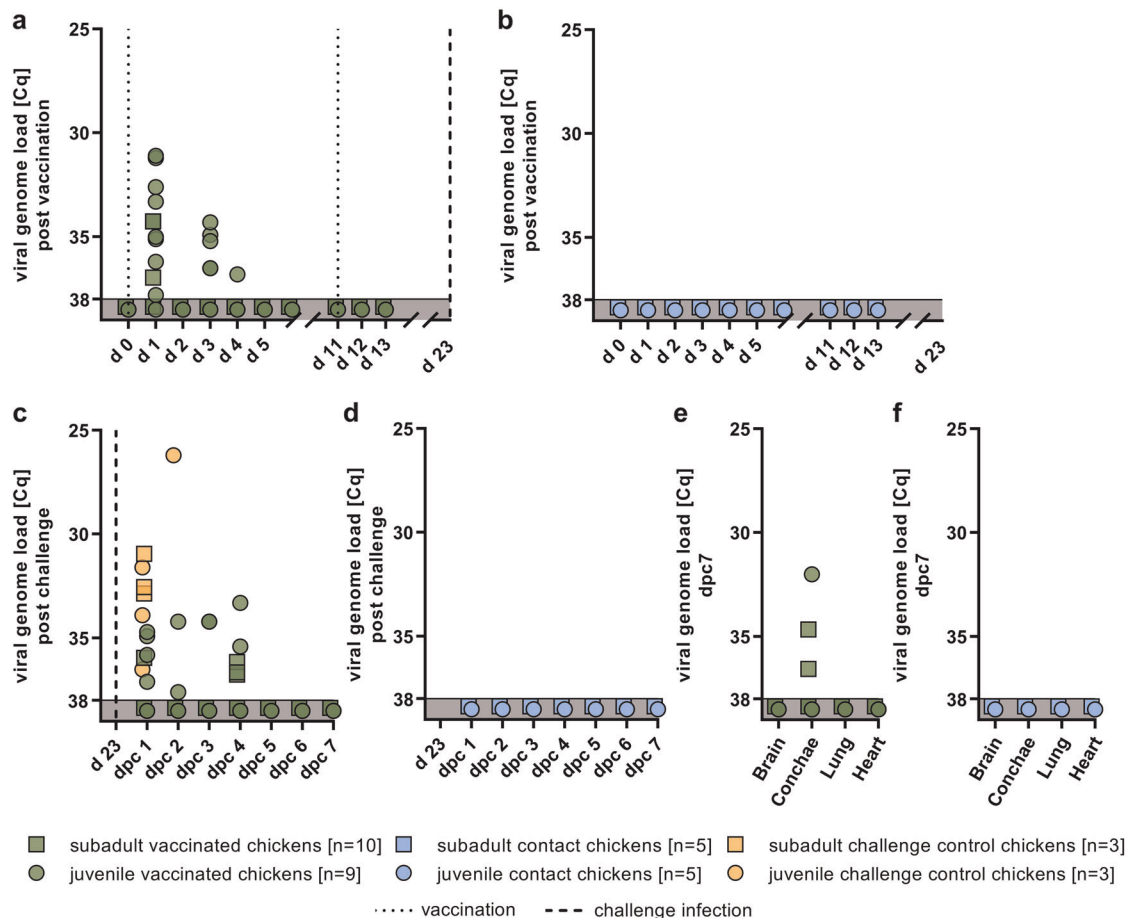 a
viral genome load [Cq]
post vaccination
25
30
35
38
d 0
d 1
d 2
d 3
d 4
d 5
d 11
d 12
d 13
d 23
b
viral genome load [Cq]
post vaccination
25
30
35
38
d 0
d 1
d 2
d 3
d 4
d 5
d 11
d 12
d 13
d 23
c
viral genome load [Cq]
post challenge
25
30
35
38
d 23
dpc 1
dpc 2
dpc 3
dpc 4
dpc 5
dpc 6
dpc 7
d
viral genome load [Cq]
post challenge
25
30
35
38
d 23
dpc 1
dpc 2
dpc 3
dpc 4
dpc 5
dpc 6
dpc 7
e
viral genome load [Cq]
dpc7
25
30
35
38
Brain
Conchae
Lung
Heart
f
viral genome load [Cq]
dpc7
25
30
35
38
Brain
Conchae
Lung
Heart
subadult vaccinated chickens [n=10]
subadult contact chickens [n=5]
subadult challenge control chickens [n=3]
juvenile vaccinated chickens [n=9]
juvenile contact chickens [n=5]
juvenile challenge control chickens [n=3]
vaccination
challenge infection